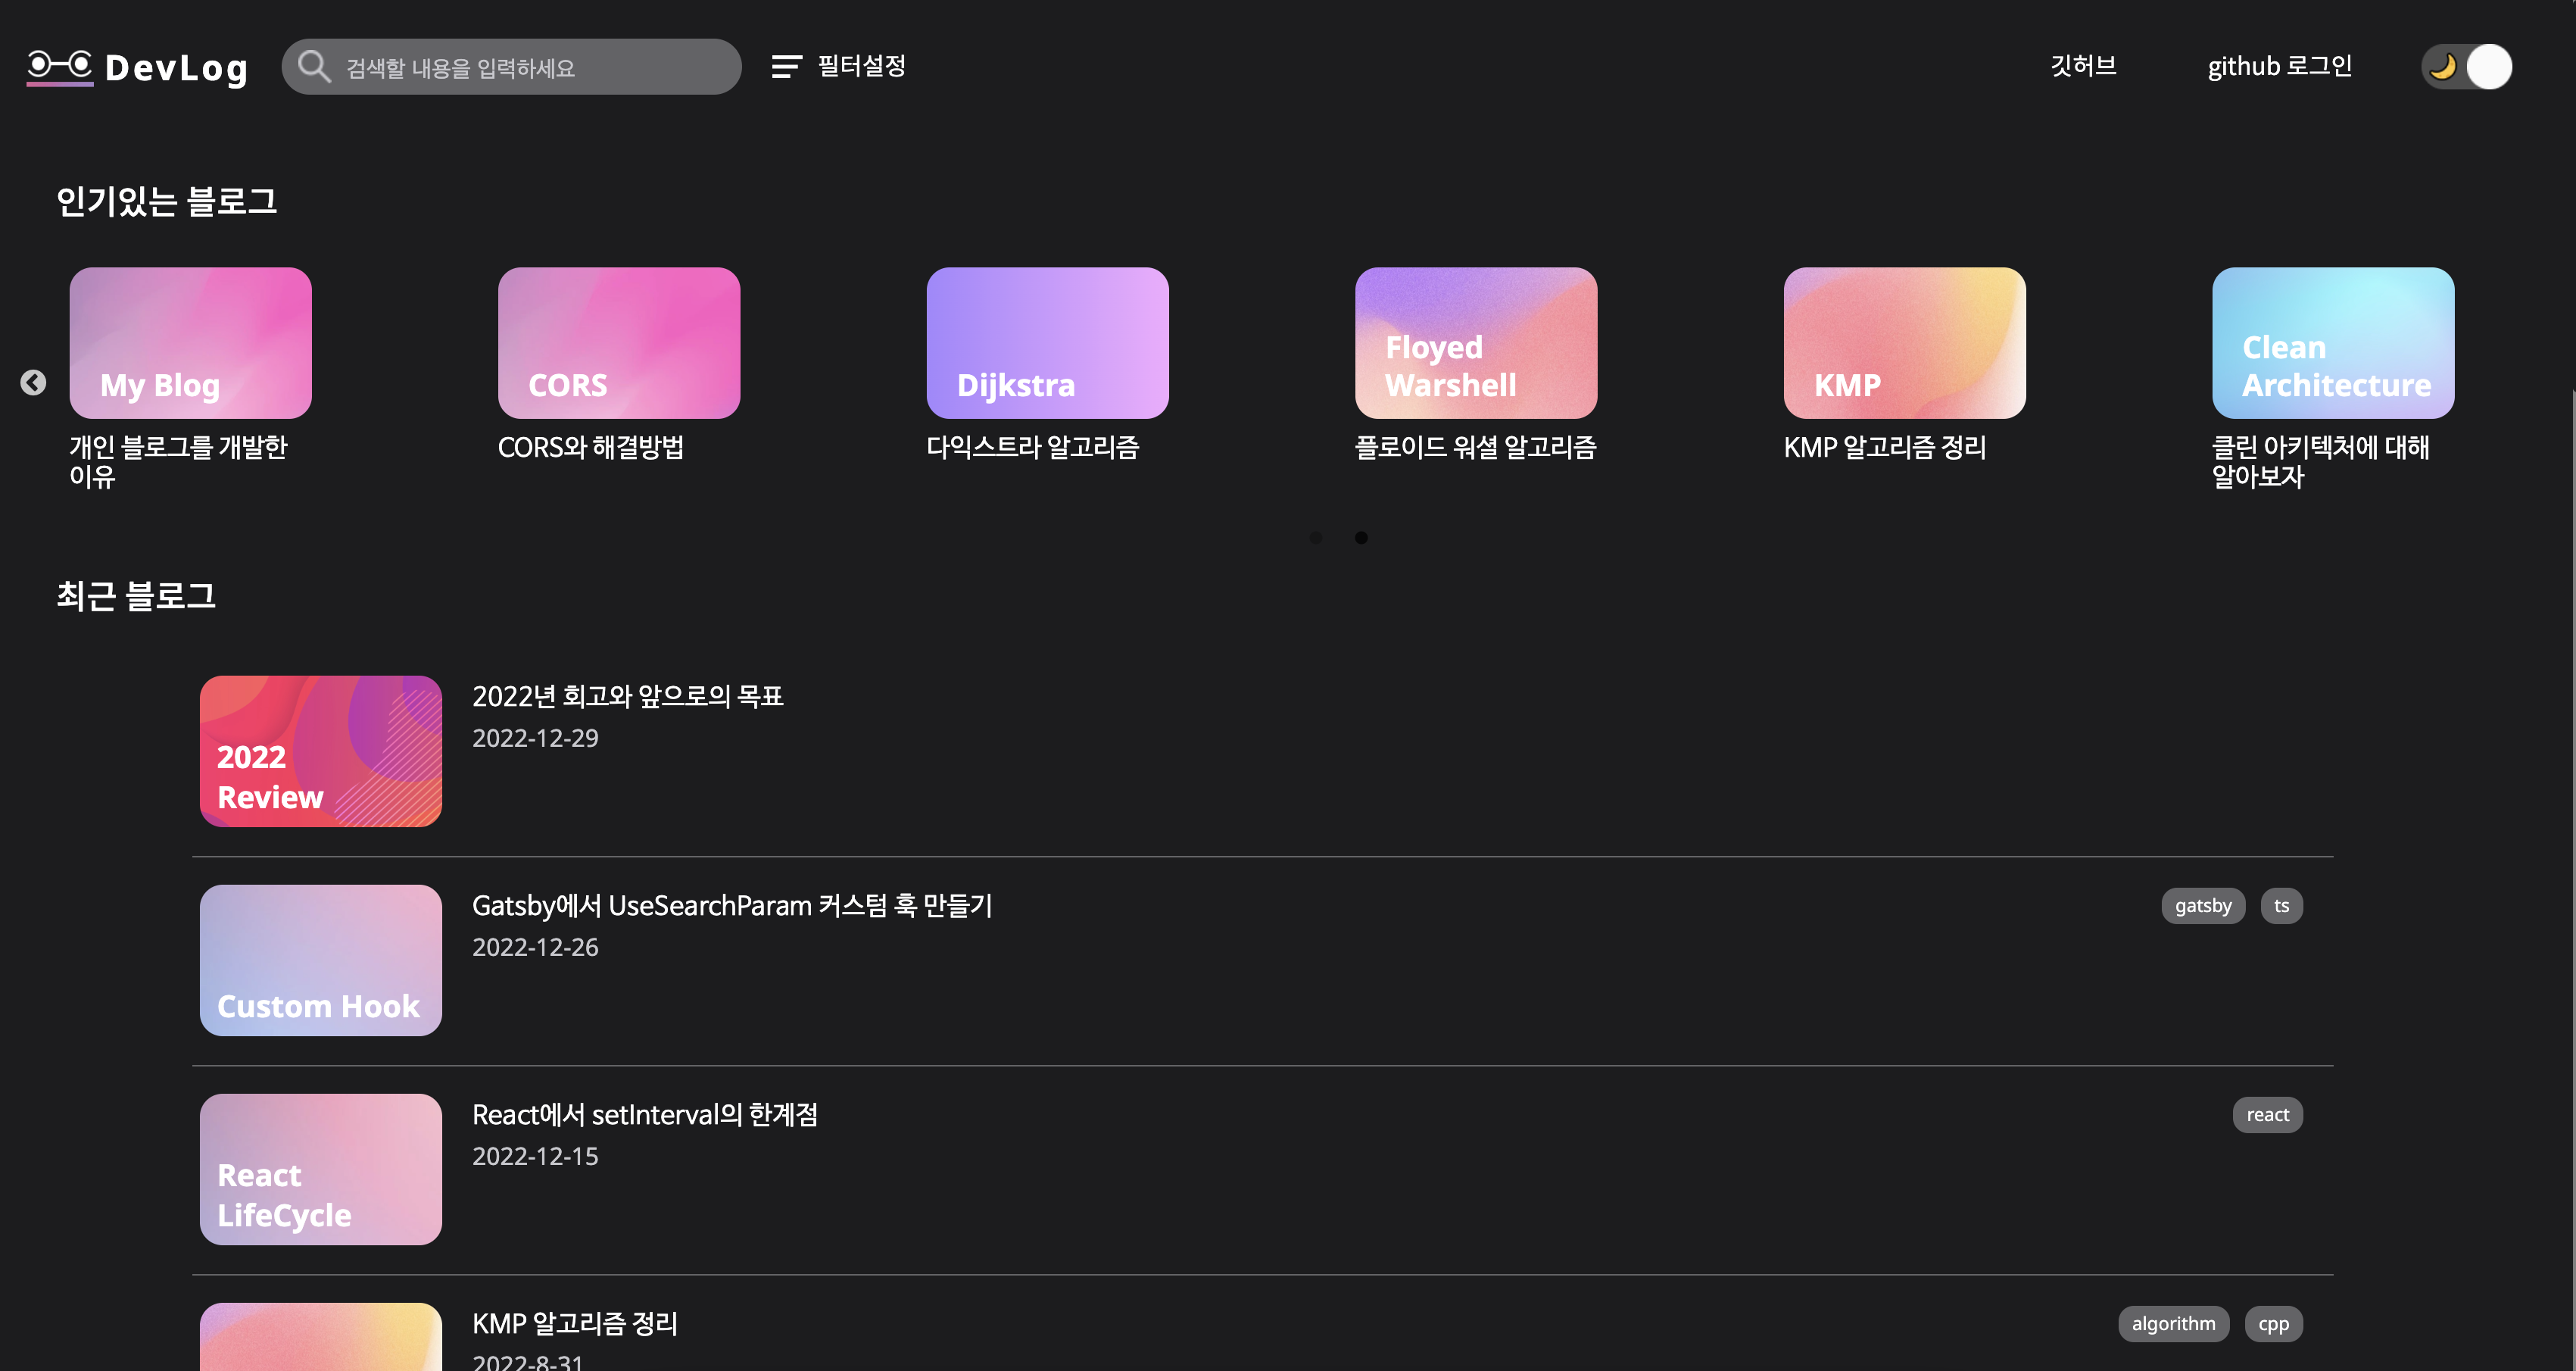 DevLog
검색할 내용을 입력하세요
필터설정
깃허브
github 로그인
인기있는 블로그
My Blog
개인 블로그를 개발한
이유
CORS
CORS와 해결방법
Dijkstra
다익스트라 알고리즘
Floyed
Warshell
플로이드 워셜 알고리즘
KMP
KMP 알고리즘 정리
Clean
Architecture
클린 아키텍처에 대해
알아보자
최근 블로그
2022
Review
2022년 회고와 앞으로의 목표
2022-12-29
Custom Hook
Gatsby에서 UseSearchParam 커스텀 훅 만들기
2022-12-26
gatsby
ts
React
LifeCycle
React에서 setInterval의 한계점
2022-12-15
react
KMP 알고리즘 정리
2022-8-31
algorithm
cpp